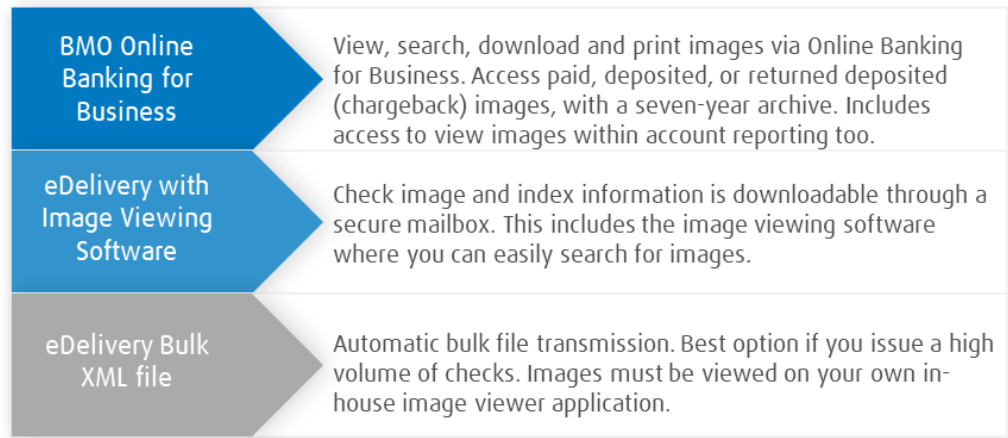 BMO Online
Banking for
Business
View, search, download and print images via Online Banking
for Business. Access paid, deposited, or returned deposited
(chargeback) images, with a seven-year archive. Includes
access to view images within account reporting too.
eDelivery with
Image Viewing
Software
Check image and index information is downloadable through a
secure mailbox. This includes the image viewing software
where you can easily search for images.
eDelivery Bulk
XML file
Automatic bulk file transmission. Best option if you issue a high
volume of checks. Images must be viewed on your own in-
house image viewer application.